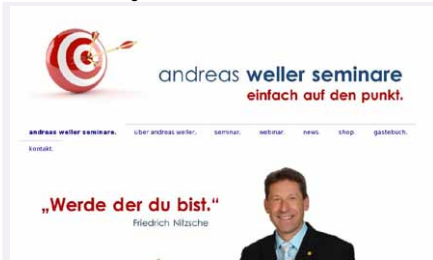 andreas weller seminare
einfach auf den punkt.
andreas weller seminare. über andreas weller. seminar. webinar. news. shop. gästebuch.
kontakt.
„Werde der du bist.“
Friedrich Nitzsche